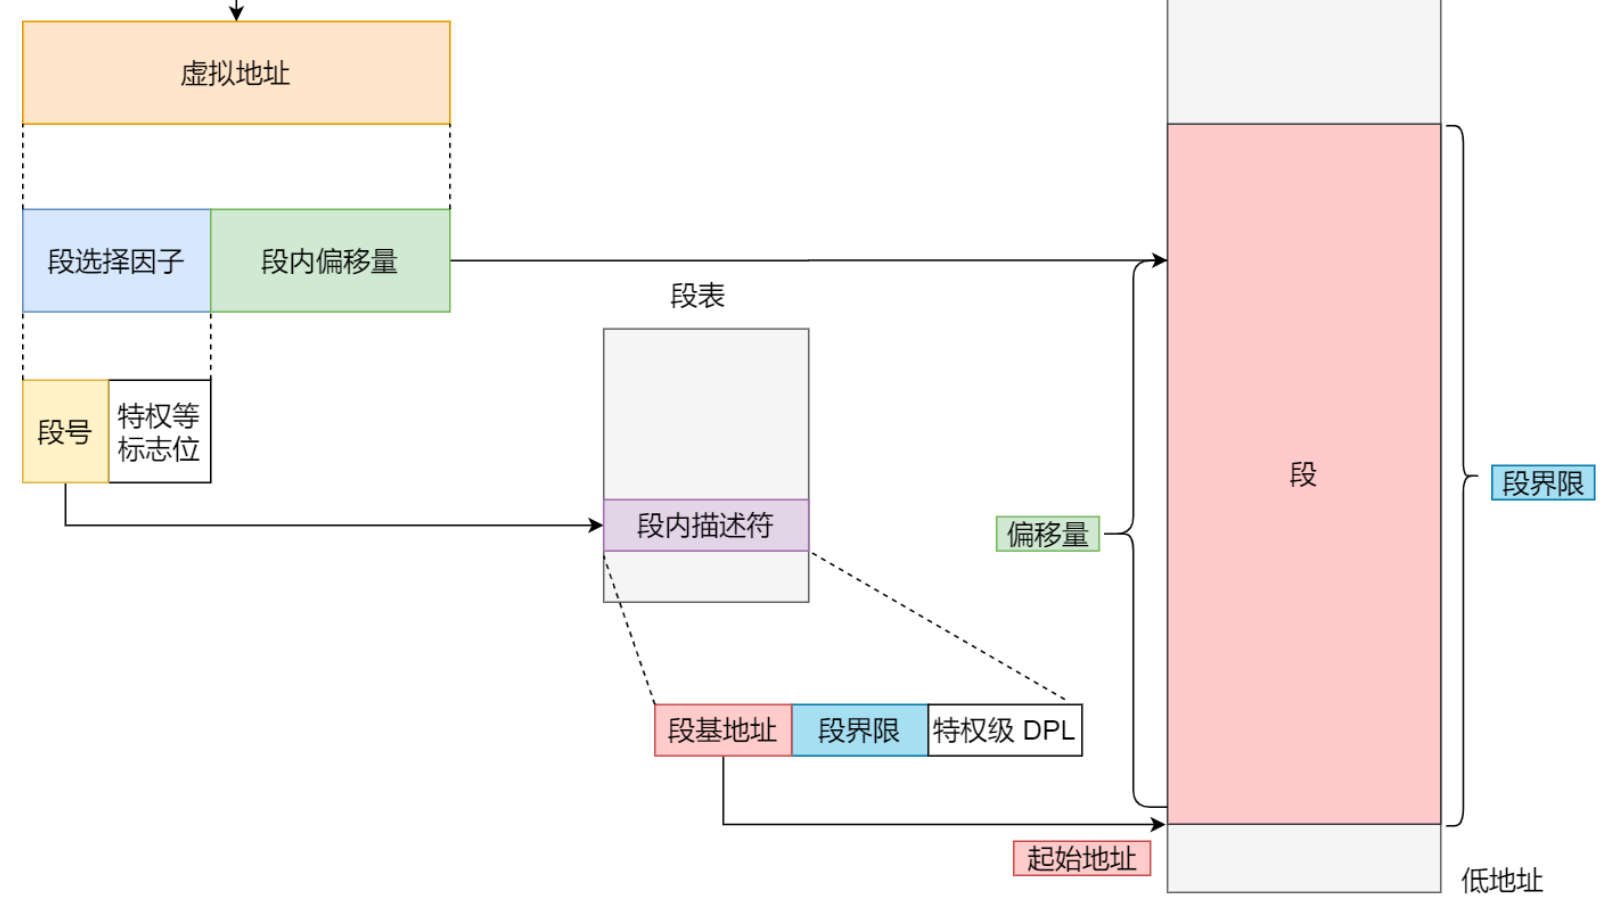 虚拟地址
段选择因子
段内偏移量
段表
段号
特权等
标志位
段内描述符
偏移量
段
段界限
段基地址
段界限
特权级 DPL
起始地址
低地址